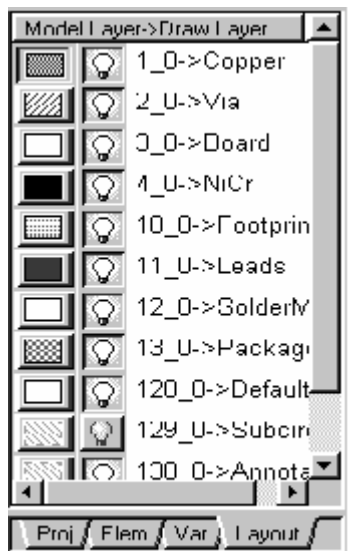 Model Layer->Draw Layer
1_0->Copper
2_0->Via
3_0->Board
4_0->NiCr
10_0->Footprin
11_0->Leads
12_0->SolderM
13_0->Packag
120_0->Default
129_0->Subcir
130_0->Annota
Proj Elem Var Layout